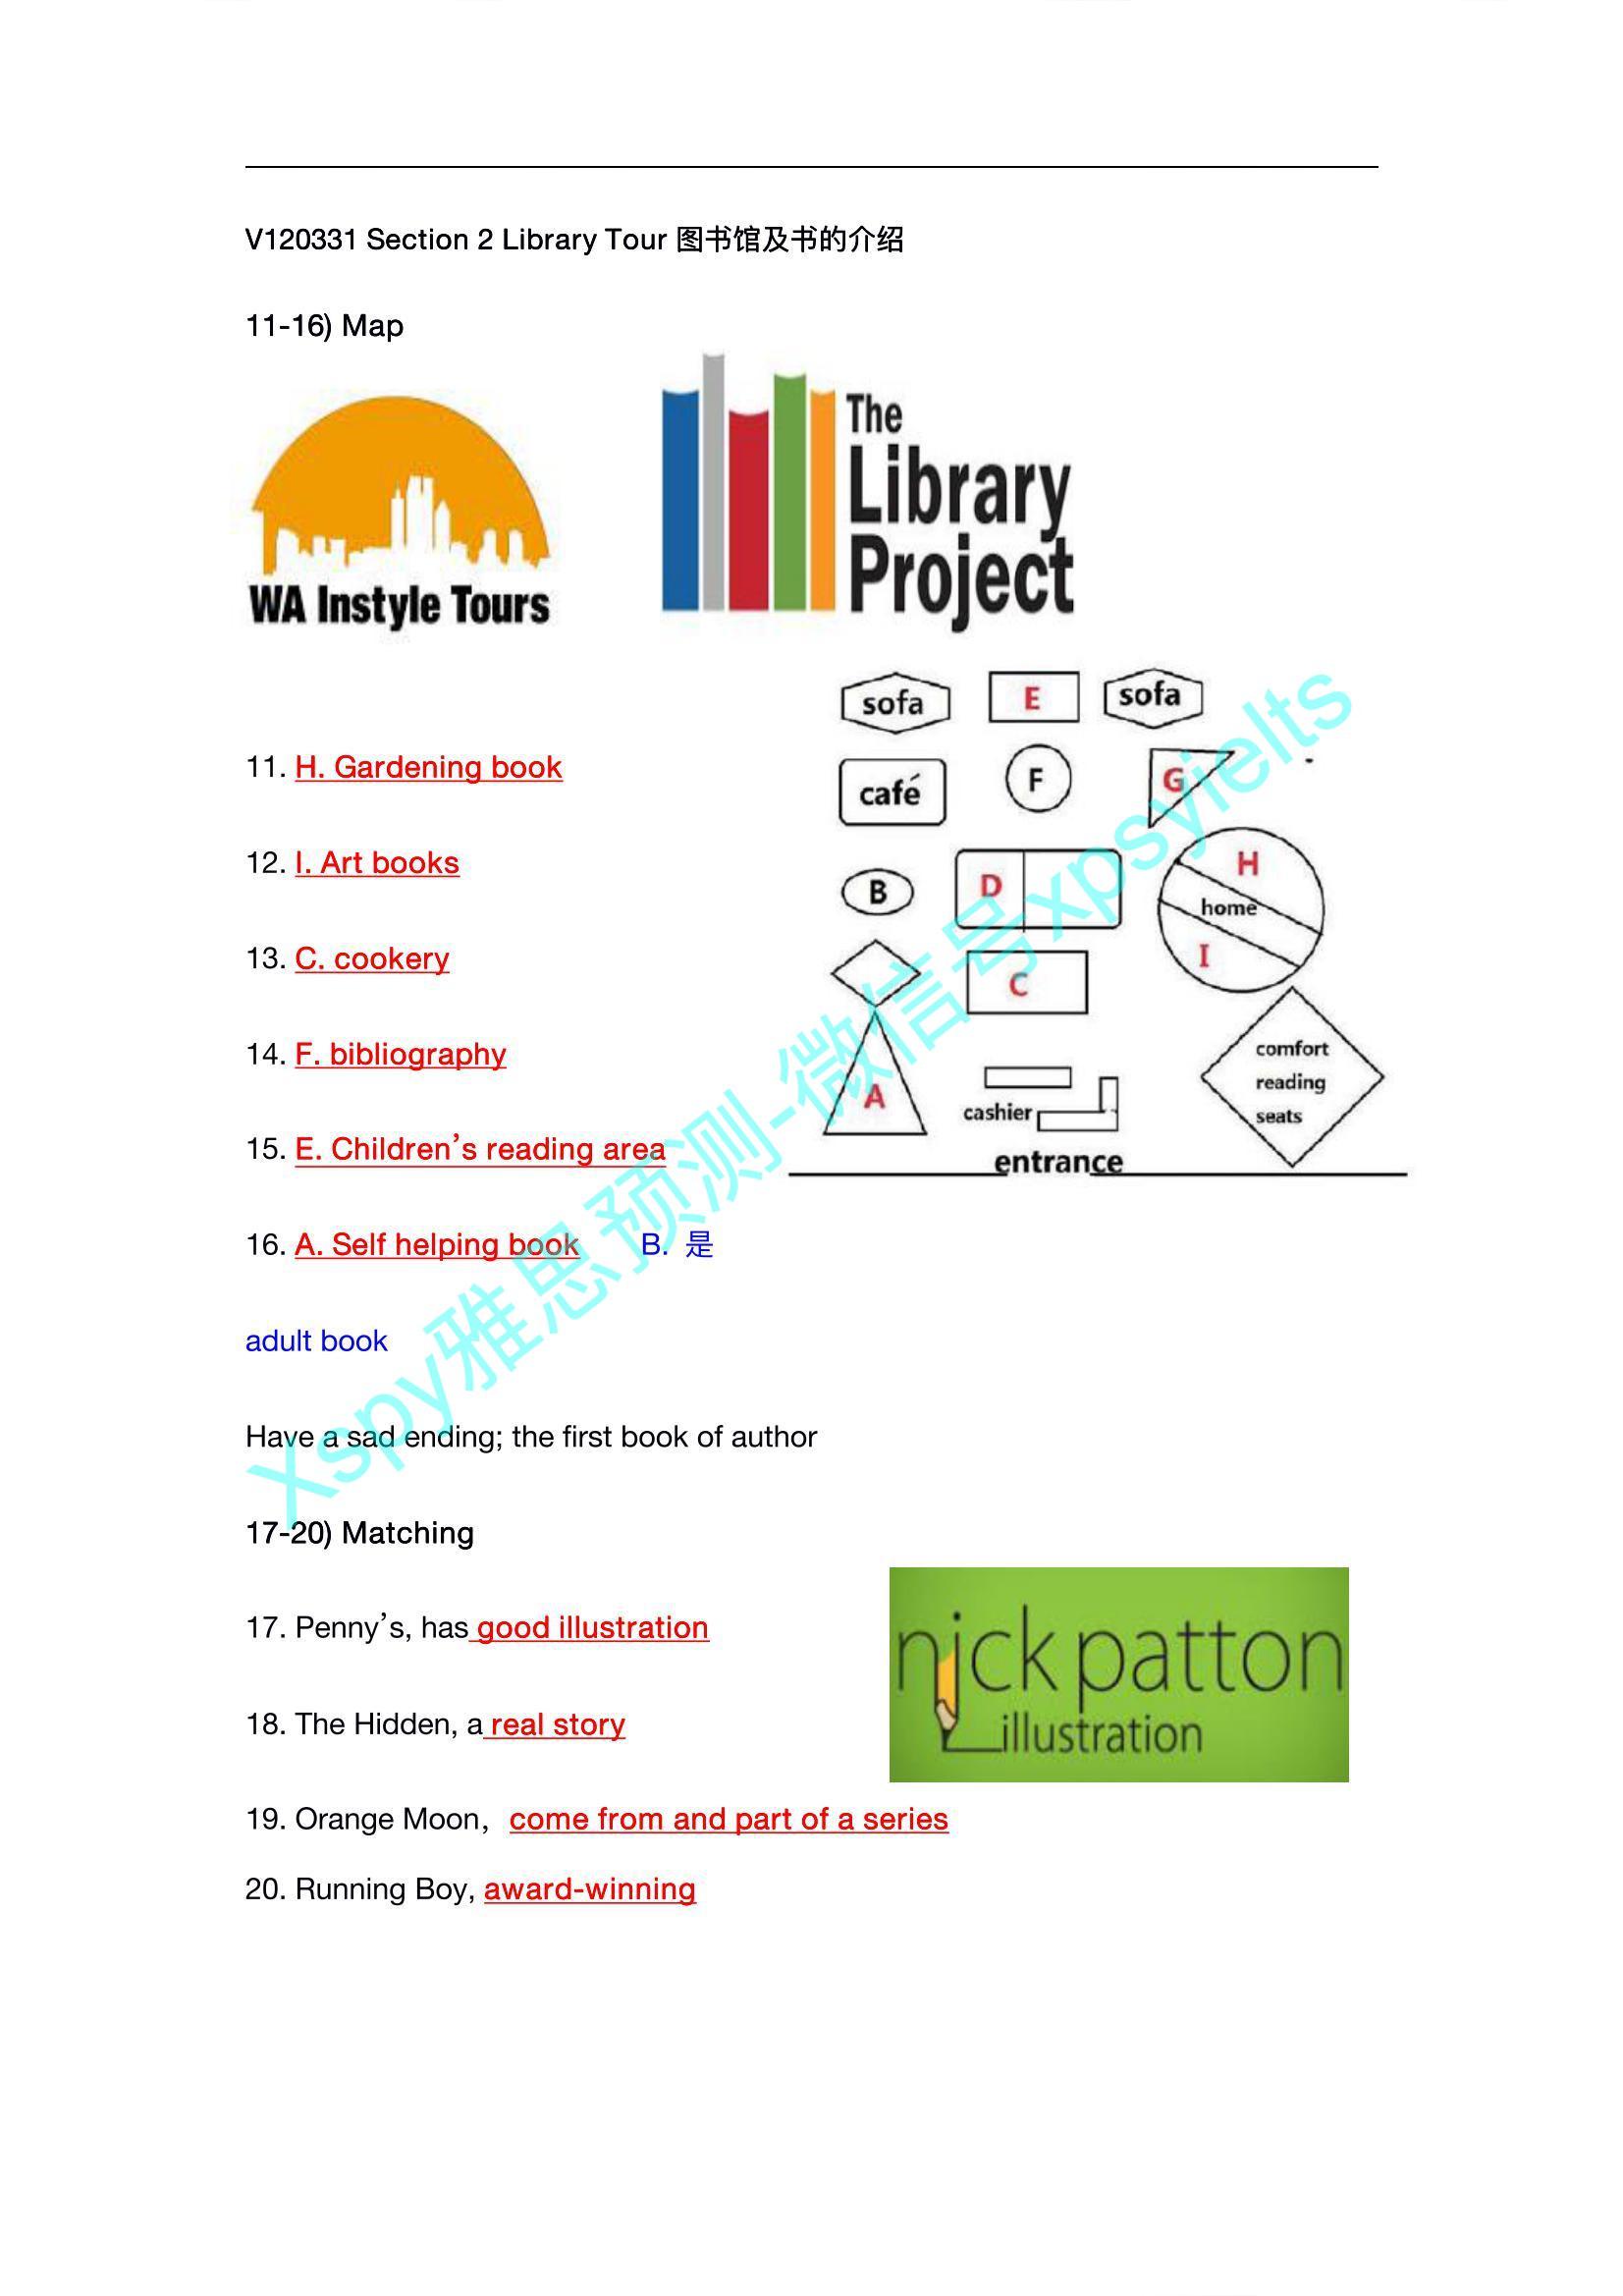 V120331 Section 2 Library Tour 图书馆及书的介绍
11-16) Map
WA Instyle Tours
The
Library
Project
sofa
E
sofa
café
F
G
B
D
H
home
I
C
A
cashier
comfort
reading
seats
entrance
11. H. Gardening book
12. I. Art books
13. C. cookery
14. F. bibliography
15. E. Children’s reading area
16. A. Self helping book B. 是
adult book
Have a sad ending; the first book of author
17-20) Matching
17. Penny’s, has good illustration
18. The Hidden, a real story
19. Orange Moon，come from and part of a series
20. Running Boy, award-winning
nick patton
illustration
Xspy雅思预测-微信号xpsyielts